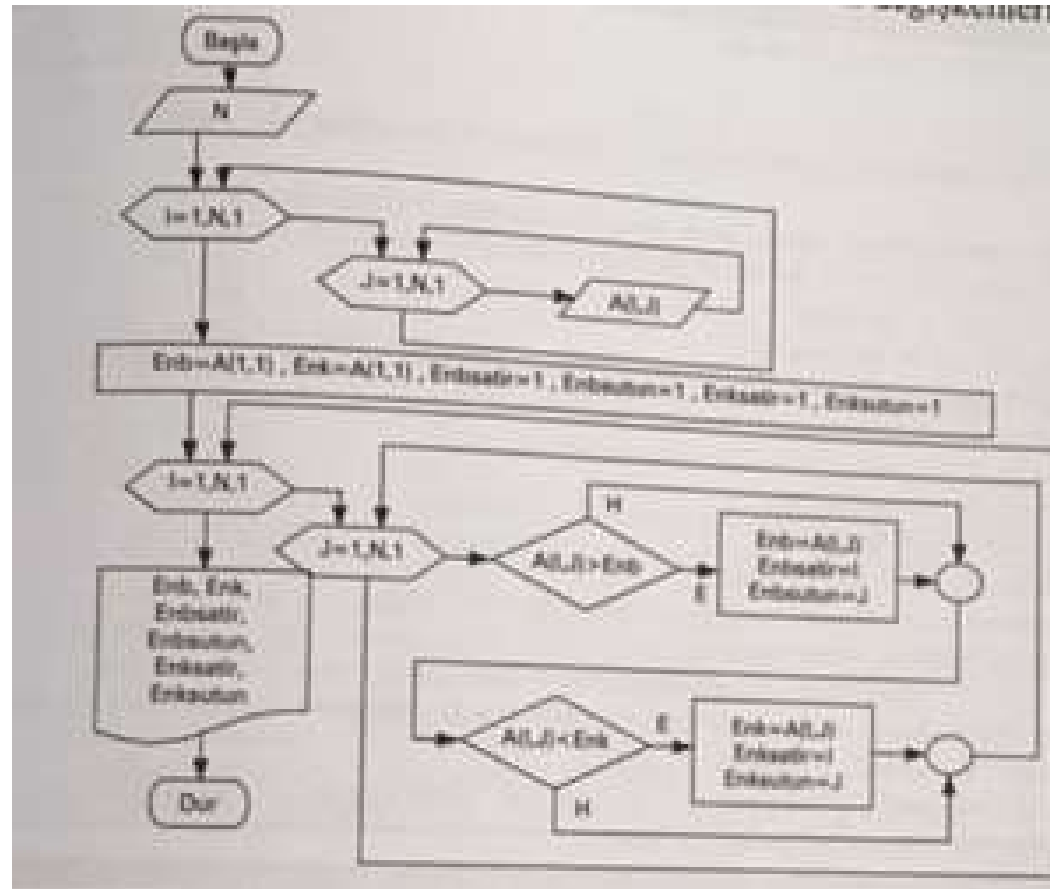 Başla
N
I=1,N,1
J=1,N,1
A(I,J)
Enb=A(1,1) , Enk=A(1,1) , Enbsatir=1 , Enbsutun=1 , Enksatir=1 , Enksutun=1
I=1,N,1
J=1,N,1
A(I,J)>Enb
H
E
Enb=A(I,J)
Enbsatir=I
Enbsutun=J
Enb, Enk,
Enbsatir,
Enbsutun,
Enksatir,
Enksutun
A(I,J)<Enk
E
H
Enk=A(I,J)
Enksatir=I
Enksutun=J
Dur